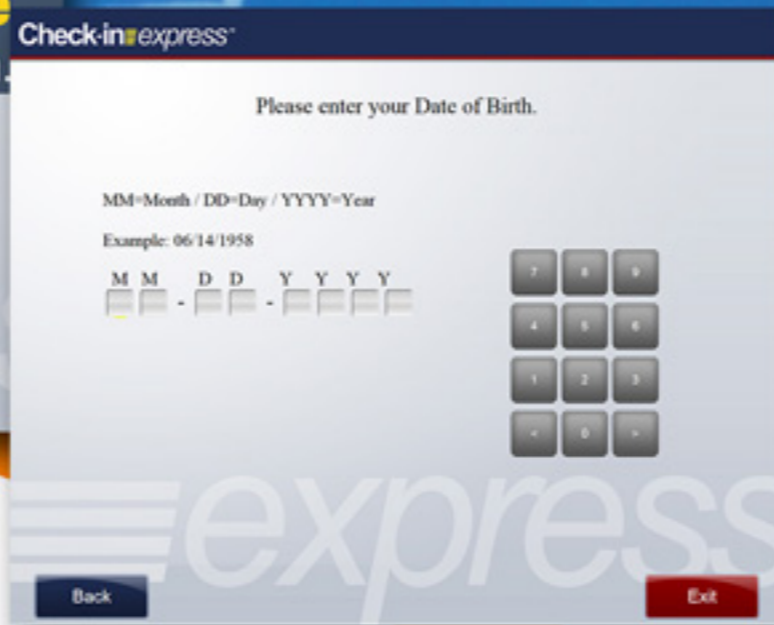 Check-in express
Please enter your Date of Birth.
MM=Month / DD=Day / YYYY=Year
Example: 06/14/1958
M M D D Y Y Y Y
- -
7 8 9
4 5 6
1 2 3
< 0 >
express
Back Exit